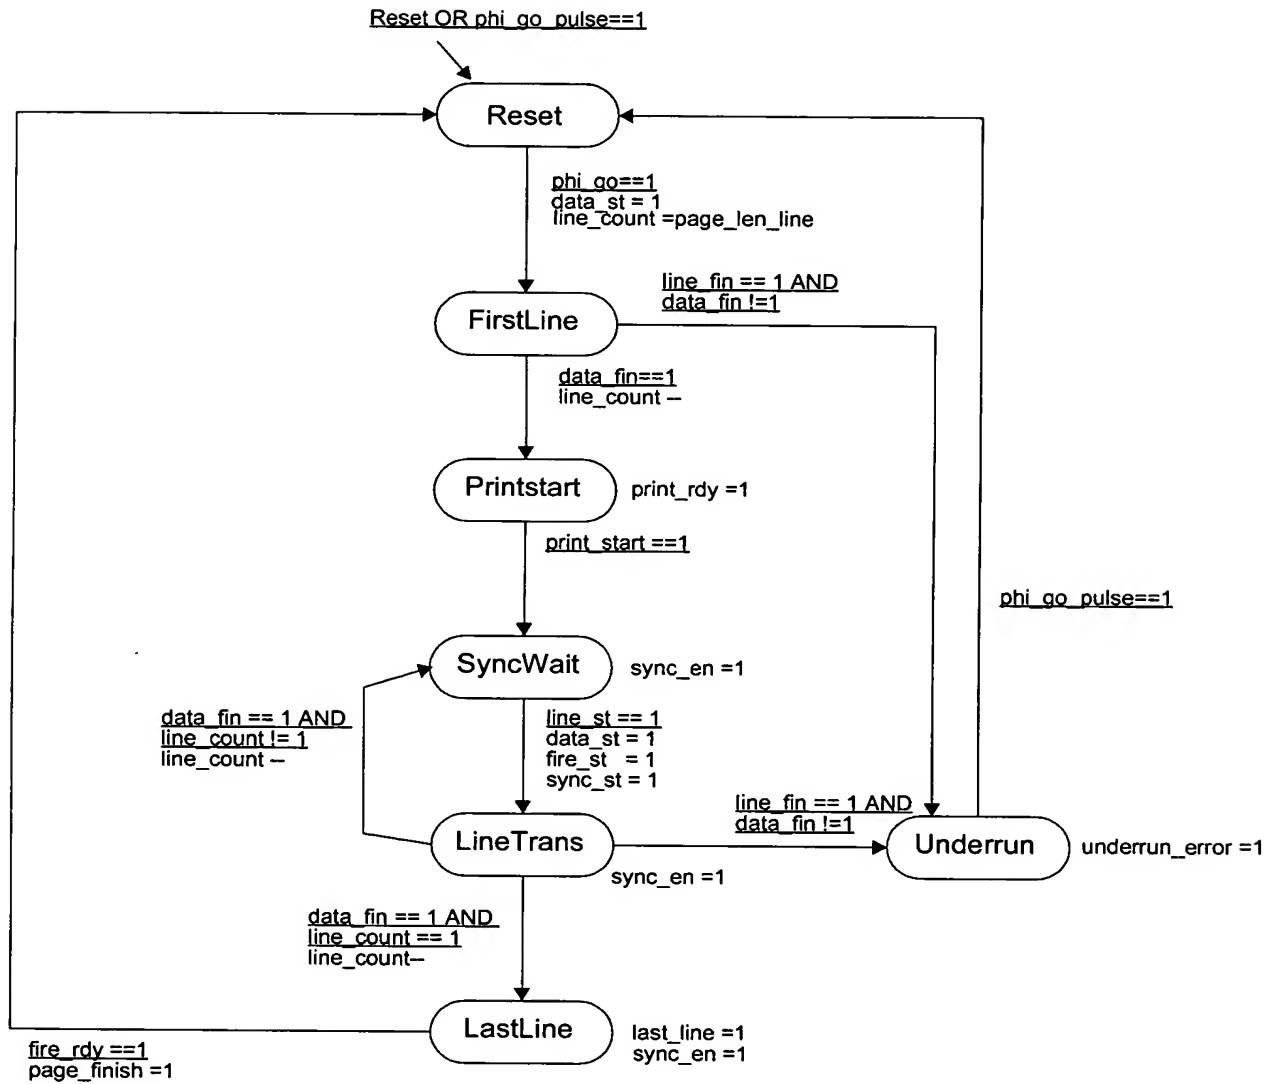 Reset OR phi_go_pulse==1
Reset
phi_go==1
data_st = 1
line_count =page_len_line
line_fin == 1 AND
data_fin !=1
FirstLine
data_fin==1
line_count --
Printstart
print_rdy =1
print_start ==1
phi_go_pulse==1
SyncWait
sync_en =1
data_fin == 1 AND
line_count != 1
line_count --
line_st == 1
data_st = 1
fire_st = 1
sync_st = 1
line_fin == 1 AND
data_fin !=1
LineTrans
sync_en =1
Underrun
underrun_error =1
data_fin == 1 AND
line_count == 1
line_count--
LastLine
last_line =1
sync_en =1
fire_rdy ==1
page_finish =1